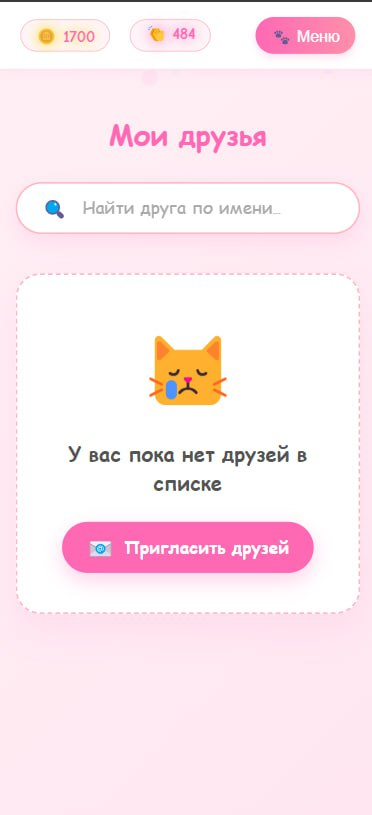 1700
484
Меню
Мои друзья
Найти друга по имени...
У вас пока нет друзей в
списке
Пригласить друзей